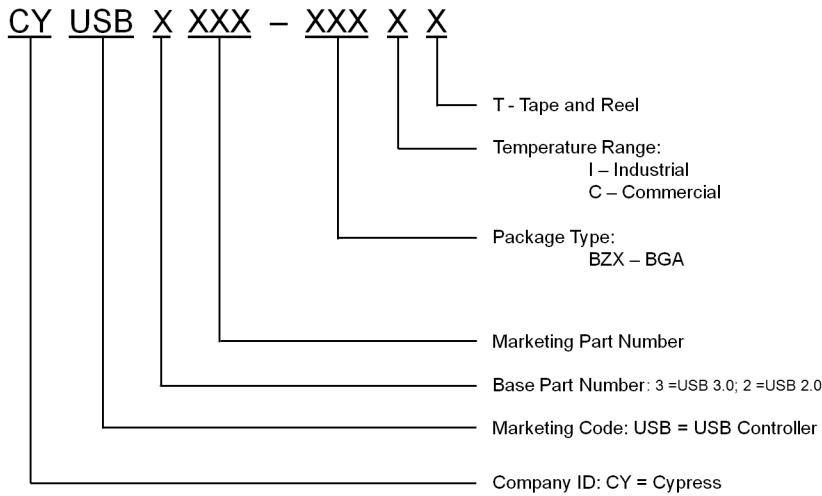 CY USB X XXX – XXX X X
T - Tape and Reel
Temperature Range:
I – Industrial
C – Commercial
Package Type:
BZX – BGA
Marketing Part Number
Base Part Number: 3 =USB 3.0; 2 =USB 2.0
Marketing Code: USB = USB Controller
Company ID: CY = Cypress